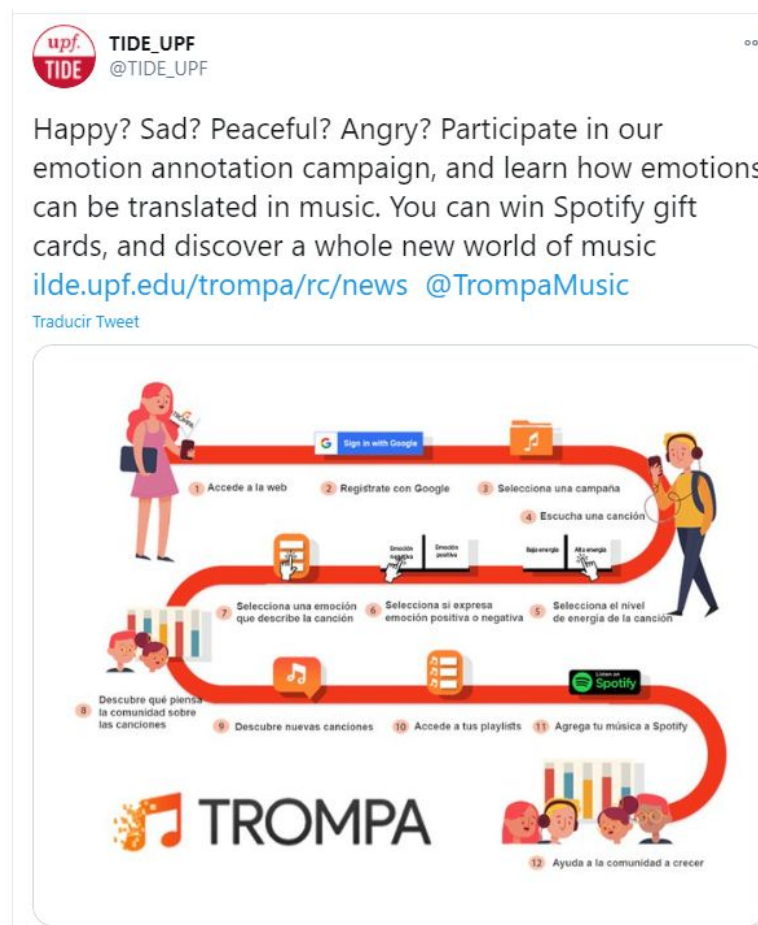 upf.
TIDE
TIDE_UPF
@TIDE_UPF
Happy? Sad? Peaceful? Angry? Participate in our
emotion annotation campaign, and learn how emotions
can be translated in music. You can win Spotify gift
cards, and discover a whole new world of music
ilde.upf.edu/trompa/rc/news @TrompaMusic
Traducir Tweet
TROMPA
G Sign in with Google
1 Accede a la web
2 Regístrate con Google
3 Selecciona una campaña
4 Escucha una canción
Baja energía
Alta energía
5 Selecciona el nivel
de energía de la canción
Emoción
negativa
Emoción
positiva
6 Selecciona si expresa
emoción positiva o negativa
7 Selecciona una emoción
que describe la canción
8 Descubre qué piensa
la comunidad sobre
las canciones
9 Descubre nuevas canciones
10 Accede a tus playlists
Listen on
Spotify
11 Agrega tu música a Spotify
TROMPA
12 Ayuda a la comunidad a crecer